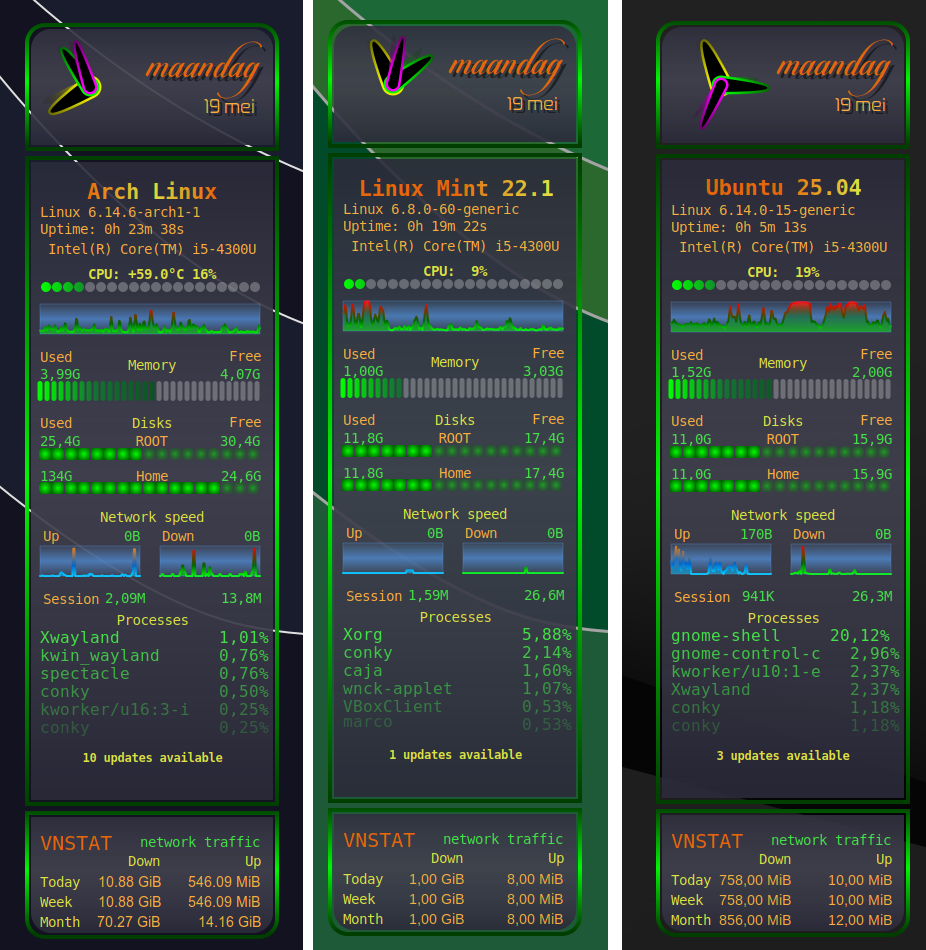 maandag
19 mei
Arch Linux
Linux 6.14.6-arch1-1
Uptime: 0h 23m 38s
Intel(R) Core(TM) i5-4300U
CPU: +59.0°C 16%
Used Memory Free
3,99G 4,07G
Used Disks Free
25,4G ROOT 30,4G
134G Home 24,6G
Network speed
Up 0B Down 0B
Session 2,09M 13,8M
Processes
Xwayland 1,01%
kwin_wayland 0,76%
spectacle 0,76%
conky 0,50%
kworker/u16:3-i 0,25%
conky 0,25%
10 updates available
VNSTAT network traffic
Down Up
Today 10.88 GiB 546.09 MiB
Week 10.88 GiB 546.09 MiB
Month 70.27 GiB 14.16 GiB
maandag
19 mei
Linux Mint 22.1
Linux 6.8.0-60-generic
Uptime: 0h 19m 22s
Intel(R) Core(TM) i5-4300U
CPU: 9%
Used Memory Free
1,00G 3,03G
Used Disks Free
11,8G ROOT 17,4G
11.8G Home 17,4G
Network speed
Up 0B Down 0B
Session 1,59M 26,6M
Processes
Xorg 5,88%
conky 2,14%
caja 1,60%
wnck-applet 1,07%
VBoxClient 0,53%
marco 0,53%
1 updates available
VNSTAT network traffic
Down Up
Today 1,00 GiB 8,00 MiB
Week 1,00 GiB 8,00 MiB
Month 1,00 GiB 8,00 MiB
maandag
19 mei
Ubuntu 25.04
Linux 6.14.0-15-generic
Uptime: 0h 5m 13s
Intel(R) Core(TM) i5-4300U
CPU: 19%
Used Memory Free
1,52G 2,00G
Used Disks Free
11,0G ROOT 15,9G
11,0G Home 15,9G
Network speed
Up 170B Down 0B
Session 941K 26,3M
Processes
gnome-shell 20,12%
gnome-control-c 2,96%
kworker/u10:1-e 2,37%
Xwayland 2,37%
conky 1,18%
conky 1,18%
3 updates available
VNSTAT network traffic
Down Up
Today 758,00 MiB 10,00 MiB
Week 758,00 MiB 10,00 MiB
Month 856,00 MiB 12,00 MiB